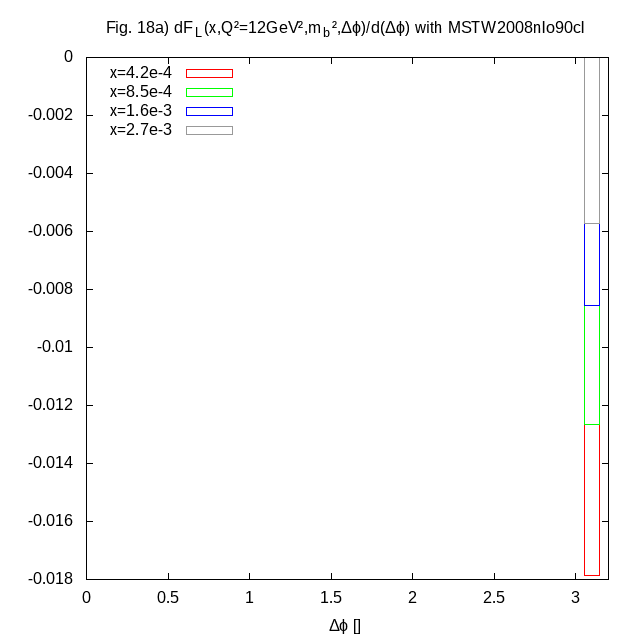 Fig. 18a) dF_L(x,Q²=12GeV²,m_b²,Δϕ)/d(Δϕ) with MSTW2008nlo90cl
0
x=4.2e-4
x=8.5e-4
x=1.6e-3
x=2.7e-3
-0.002
-0.004
-0.006
-0.008
-0.01
-0.012
-0.014
-0.016
-0.018
0 0.5 1 1.5 2 2.5 3
Δϕ []